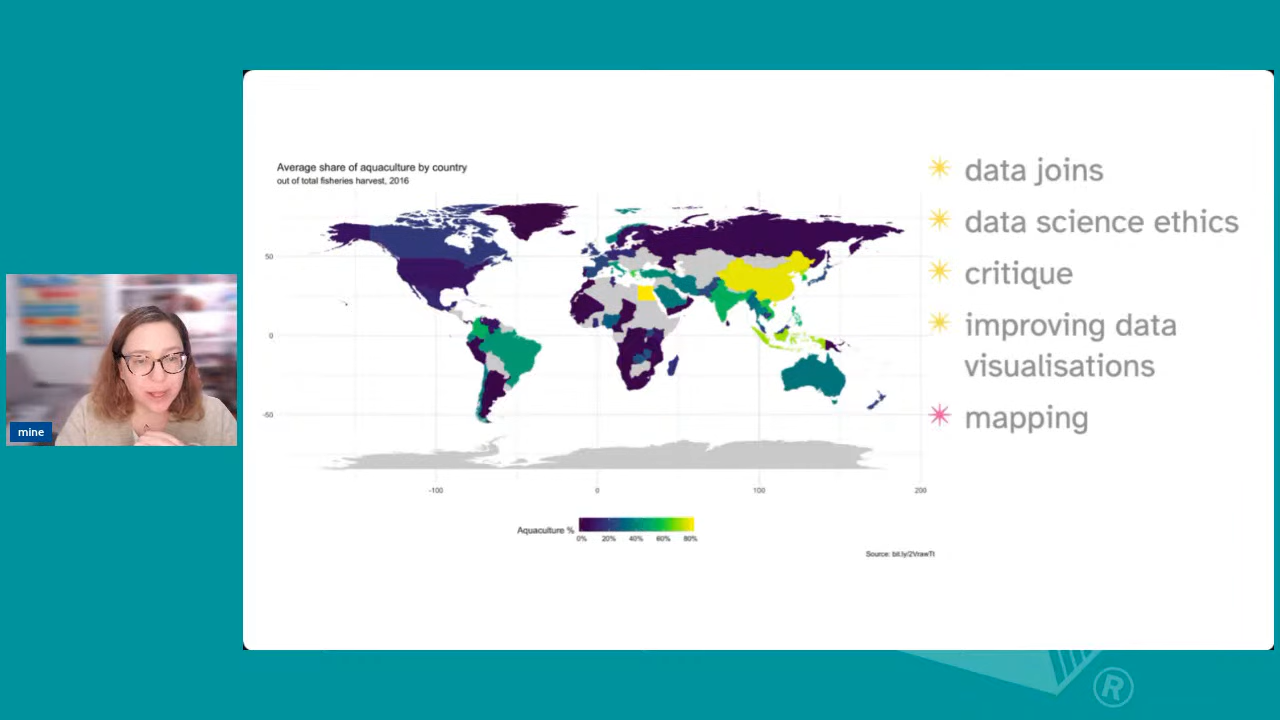 Average share of aquaculture by country
out of total fisheries harvest, 2016
50
0
-50
-100
0
100
200
Aquaculture %
0%
20%
40%
60%
80%
Source: bit.ly/2VrawTt
data joins
data science ethics
critique
improving data
visualisations
mapping
mine
®